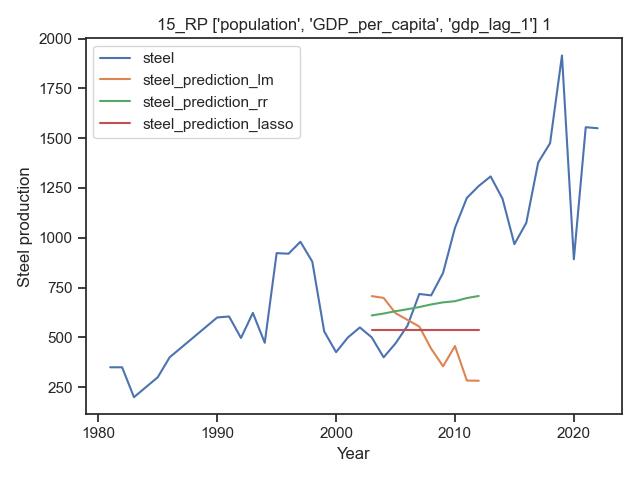 15_RP ['population', 'GDP_per_capita', 'gdp_lag_1'] 1
steel
steel_prediction_lm
steel_prediction_rr
steel_prediction_lasso
Steel production
2000
1750
1500
1250
1000
750
500
250
1980
1990
2000
2010
2020
Year